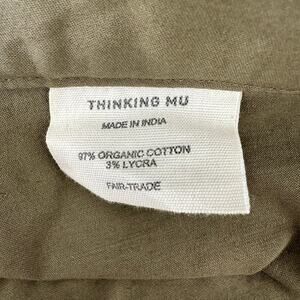 THINKING MU
MADE IN INDIA
97% ORGANIC COTTON
3% LYCRA
FAIR-TRADE